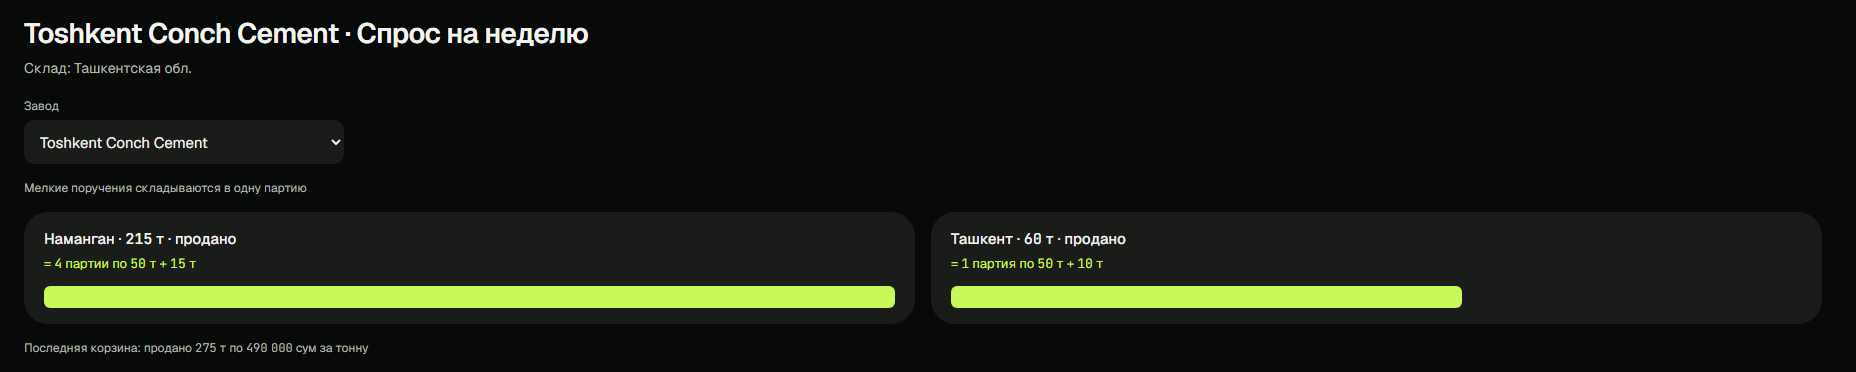 Toshkent Conch Cement · Спрос на неделю
Склад: Ташкентская обл.
Завод
Toshkent Conch Cement
Мелкие поручения складываются в одну партию
Наманган · 215 т · продано
= 4 партии по 50 т + 15 т
Ташкент · 60 т · продано
= 1 партия по 50 т + 10 т
Последняя корзина: продано 275 т по 490 000 сум за тонну